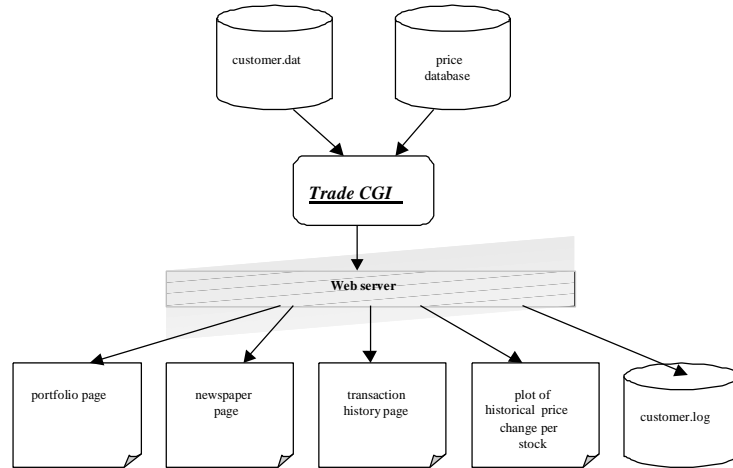 customer.dat
price
database
Trade CGI
Web server
portfolio page
newspaper
page
transaction
history page
plot of
historical price
change per
stock
customer.log